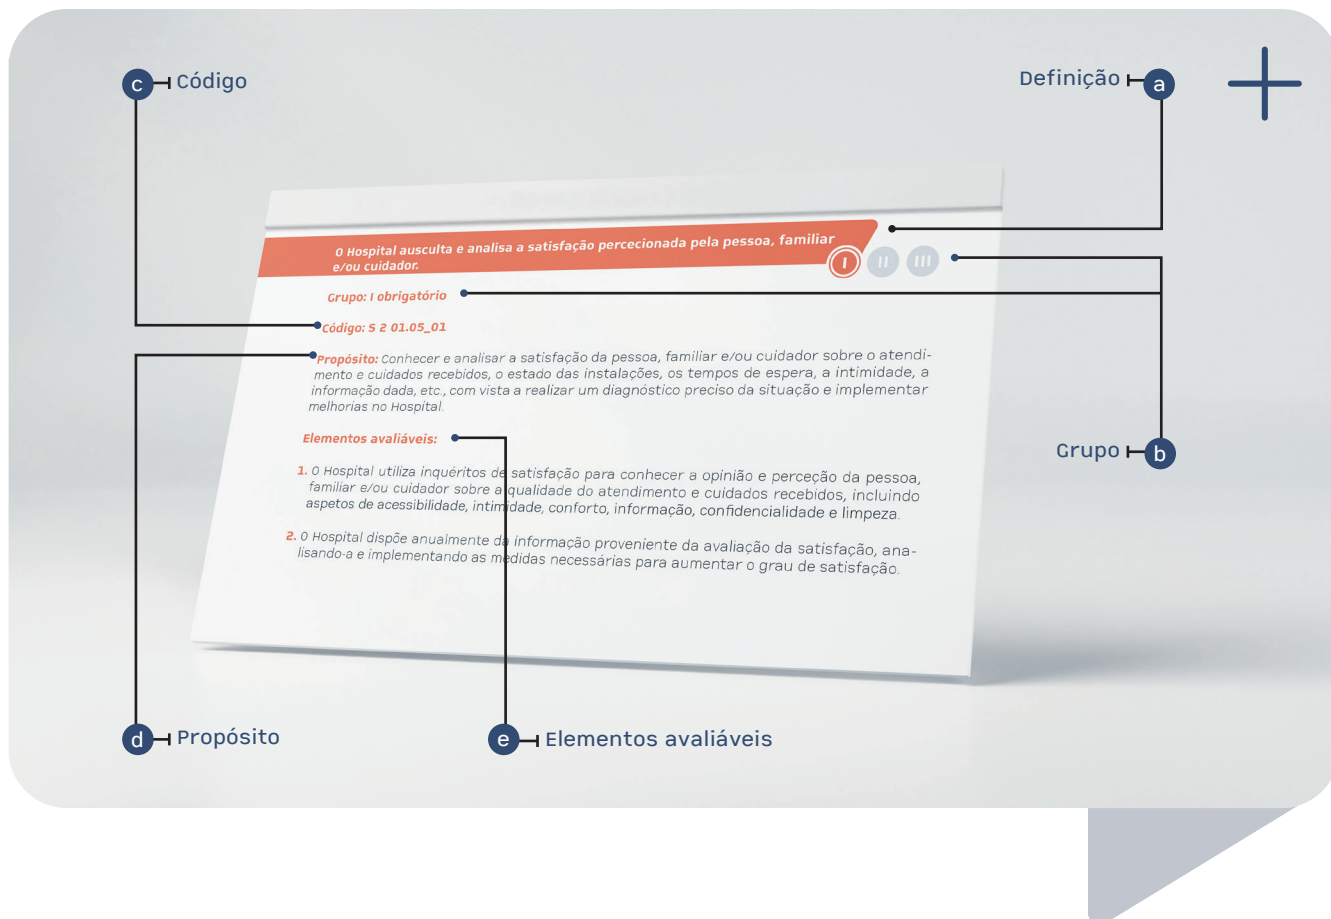 c Código
Definição a
O Hospital ausculta e analisa a satisfação percecionada pela pessoa, familiar
e/ou cuidador.
I II III
Grupo: I obrigatório
Código: S 2 01.05_01
Propósito: Conhecer e analisar a satisfação da pessoa, familiar e/ou cuidador sobre o atendi-
mento e cuidados recebidos, o estado das instalações, os tempos de espera, a intimidade, a
informação dada, etc., com vista a realizar um diagnóstico preciso da situação e implementar
melhorias no Hospital.
Elementos avaliáveis:
Grupo b
1. O Hospital utiliza inquéritos de satisfação para conhecer a opinião e perceção da pessoa,
familiar e/ou cuidador sobre a qualidade do atendimento e cuidados recebidos, incluindo
aspetos de acessibilidade, intimidade, conforto, informação, confidencialidade e limpeza.
2. O Hospital dispõe anualmente da informação proveniente da avaliação da satisfação, ana-
lisando-a e implementando as medidas necessárias para aumentar o grau de satisfação.
d Propósito
e Elementos avaliáveis